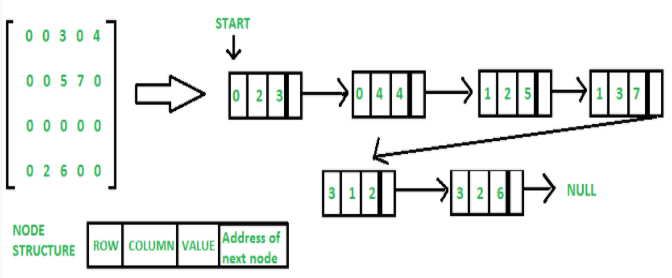 START
0 0 3 0 4
0 0 5 7 0
0 0 0 0 0
0 2 6 0 0
0 2 3
0 4 4
1 2 5
1 3 7
3 1 2
3 2 6
NULL
NODE
STRUCTURE
ROW
COLUMN
VALUE
Address of
next node